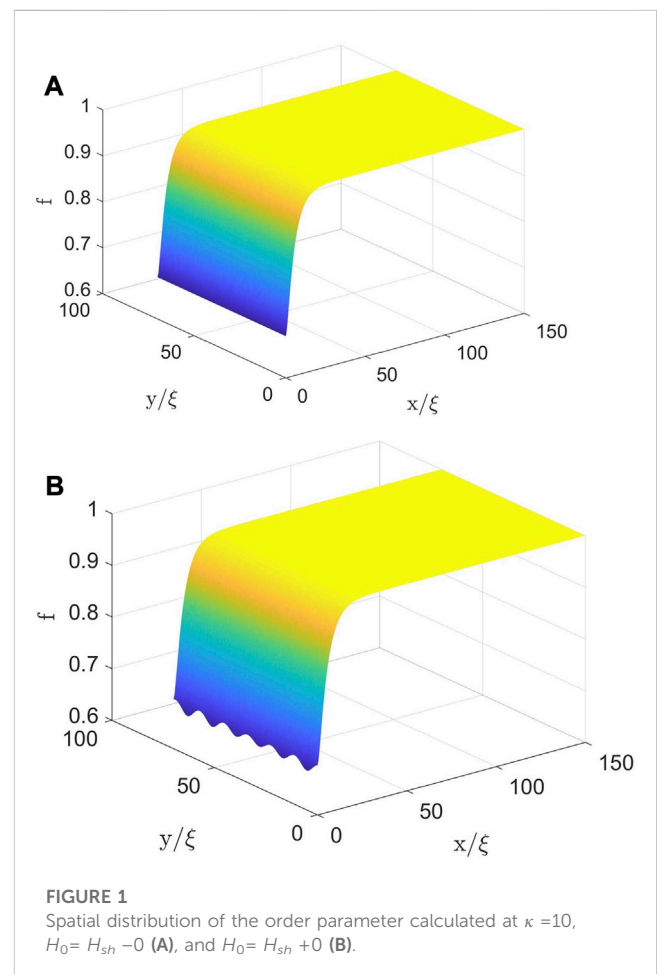 A
1
0.9
0.8
0.7
0.6
f
100
50
0
y/ξ
0
50
100
150
x/ξ
B
1
0.9
0.8
0.7
0.6
f
100
50
0
y/ξ
0
50
100
150
x/ξ
FIGURE 1
Spatial distribution of the order parameter calculated at κ =10,
H₀= Hsh −0 (A), and H₀= Hsh +0 (B).